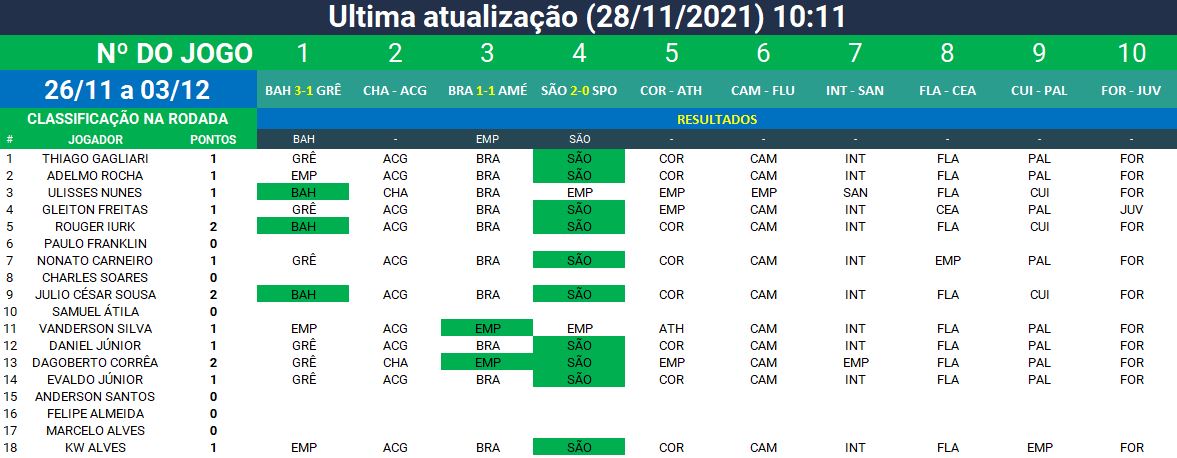 Ultima atualização (28/11/2021) 10:11
Nº DO JOGO 1 2 3 4 5 6 7 8 9 10
26/11 a 03/12 BAH 3-1 GRÊ CHA - ACG BRA 1-1 AMÉ SÃO 2-0 SPO COR - ATH CAM - FLU INT - SAN FLA - CEA CUI - PAL FOR - JUV
CLASSIFICAÇÃO NA RODADA RESULTADOS
# JOGADOR PONTOS BAH - EMP SÃO - - - - - -
1 THIAGO GAGLIARI 1 GRÊ ACG BRA SÃO COR CAM INT FLA PAL FOR
2 ADELMO ROCHA 1 EMP ACG BRA SÃO COR CAM INT FLA PAL FOR
3 ULISSES NUNES 1 BAH CHA BRA EMP EMP EMP SAN FLA CUI FOR
4 GLEITON FREITAS 1 GRÊ ACG BRA SÃO EMP CAM INT CEA PAL JUV
5 ROUGER IURK 2 BAH ACG BRA SÃO COR CAM INT FLA CUI FOR
6 PAULO FRANKLIN 0
7 NONATO CARNEIRO 1 GRÊ ACG BRA SÃO COR CAM INT EMP PAL FOR
8 CHARLES SOARES 0
9 JULIO CÉSAR SOUSA 2 BAH ACG BRA SÃO COR CAM INT FLA CUI FOR
10 SAMUEL ÁTILA 0
11 VANDERSON SILVA 1 EMP ACG EMP EMP ATH CAM INT FLA PAL FOR
12 DANIEL JÚNIOR 1 GRÊ ACG BRA SÃO COR CAM INT FLA PAL FOR
13 DAGOBERTO CORRÊA 2 GRÊ CHA EMP SÃO EMP CAM EMP FLA PAL FOR
14 EVALDO JÚNIOR 1 GRÊ ACG BRA SÃO COR CAM INT FLA PAL FOR
15 ANDERSON SANTOS 0
16 FELIPE ALMEIDA 0
17 MARCELO ALVES 0
18 KW ALVES 1 EMP ACG BRA SÃO COR CAM INT FLA EMP FOR